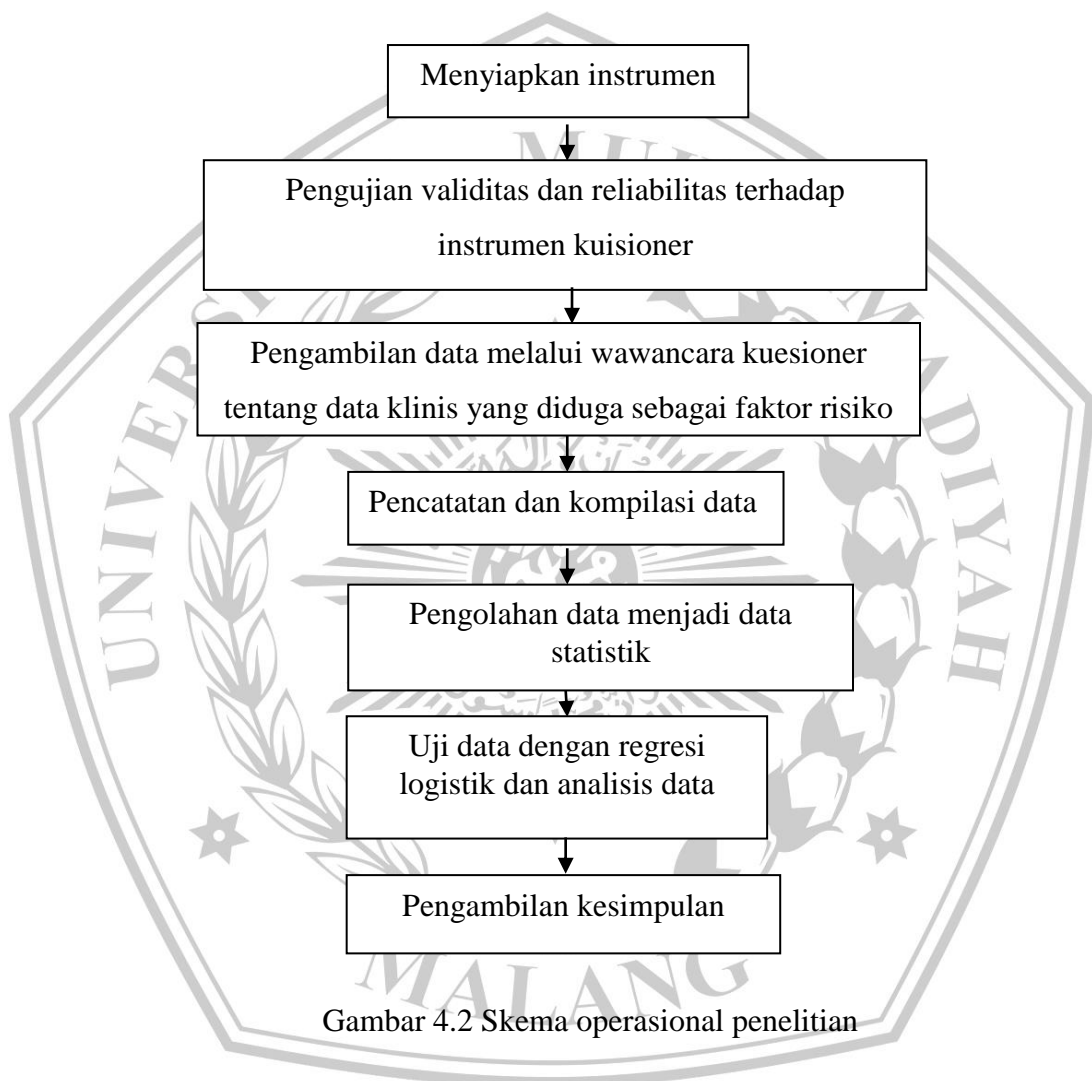 Menyiapkan instrumen
Pengujian validitas dan reliabilitas terhadap
instrumen kuisioner
Pengambilan data melalui wawancara kuesioner
tentang data klinis yang diduga sebagai faktor risiko
Pencatatan dan kompilasi data
Pengolahan data menjadi data
statistik
Uji data dengan regresi
logistik dan analisis data
Pengambilan kesimpulan
MALANG
Gambar 4.2 Skema operasional penelitian